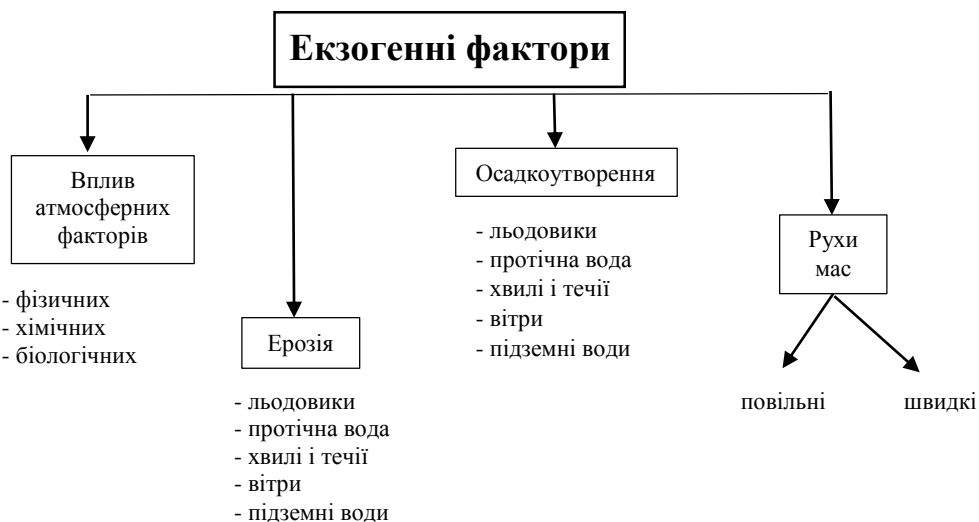 Екзогенні фактори
Вплив
атмосферних
факторів
- фізичних
- хімічних
- біологічних
Ерозія
- льодовики
- протічна вода
- хвилі і течії
- вітри
- підземні води
Осадкоутворення
- льодовики
- протічна вода
- хвилі і течії
- вітри
- підземні води
Рухи
мас
повільні
швидкі